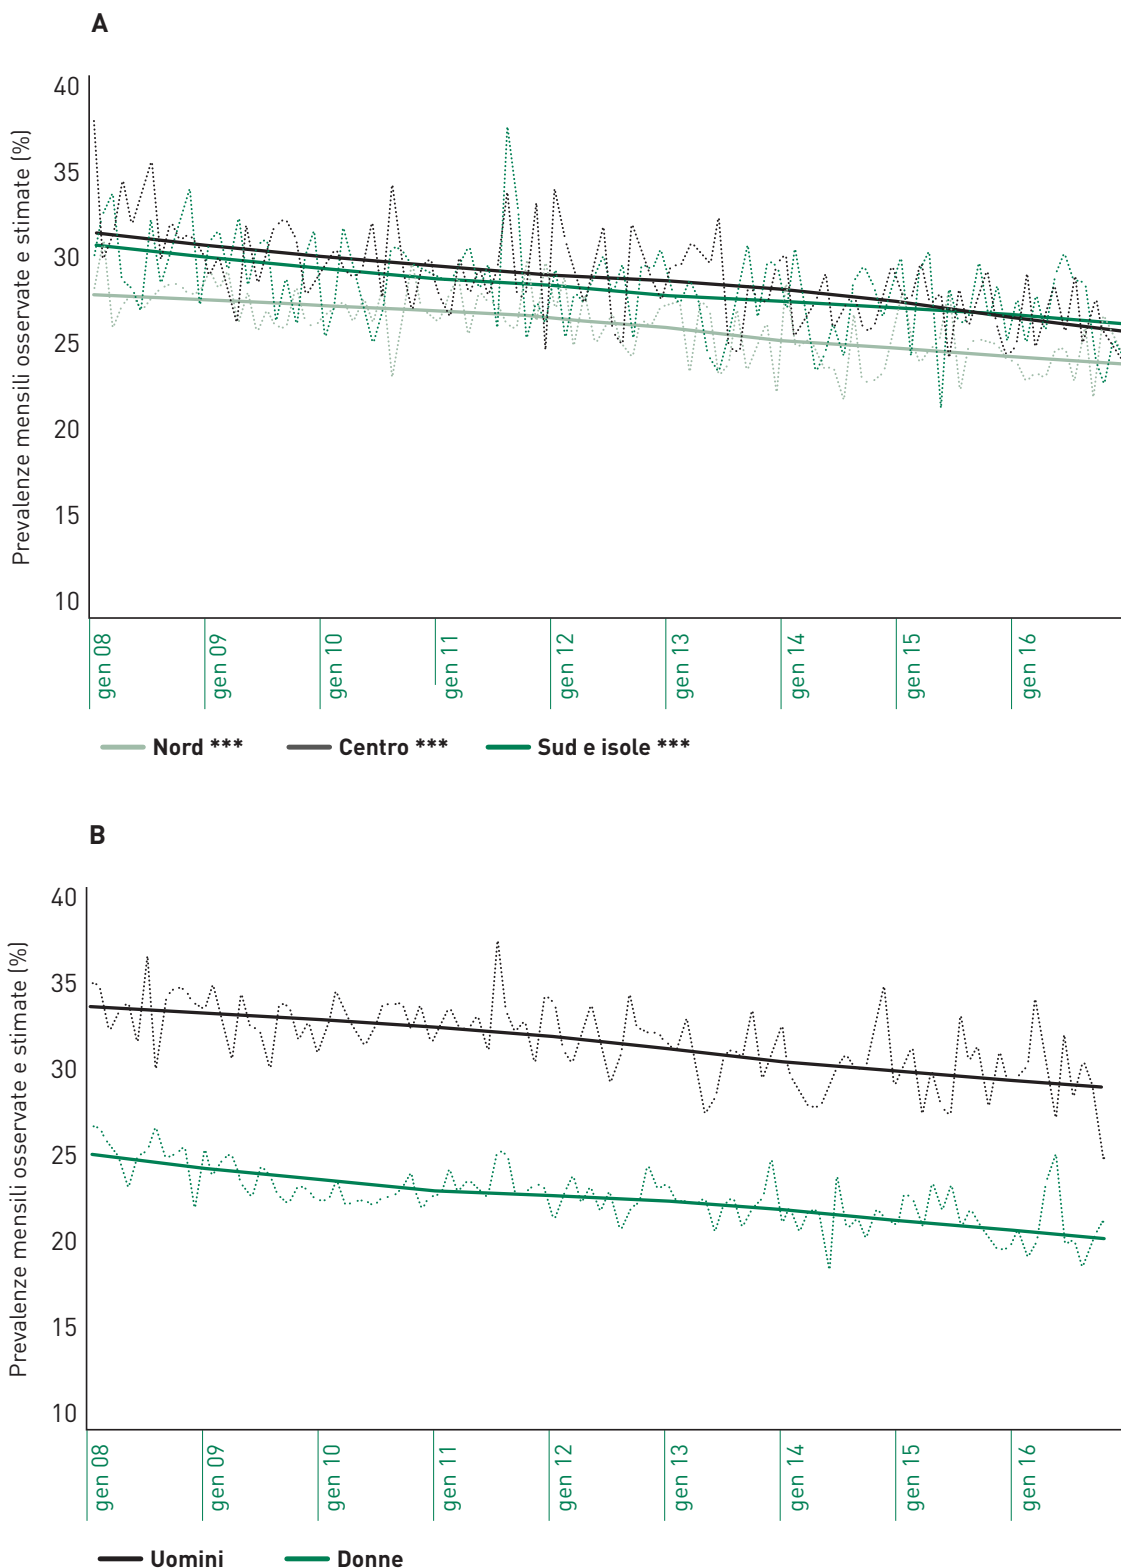 A
Prevalenze mensili osservate e stimate (%)
40
35
30
25
20
15
10
gen 08
gen 09
gen 10
gen 11
gen 12
gen 13
gen 14
gen 15
gen 16
Nord *** Centro *** Sud e isole ***
B
Prevalenze mensili osservate e stimate (%)
40
35
30
25
20
15
10
gen 08
gen 09
gen 10
gen 11
gen 12
gen 13
gen 14
gen 15
gen 16
Uomini Donne